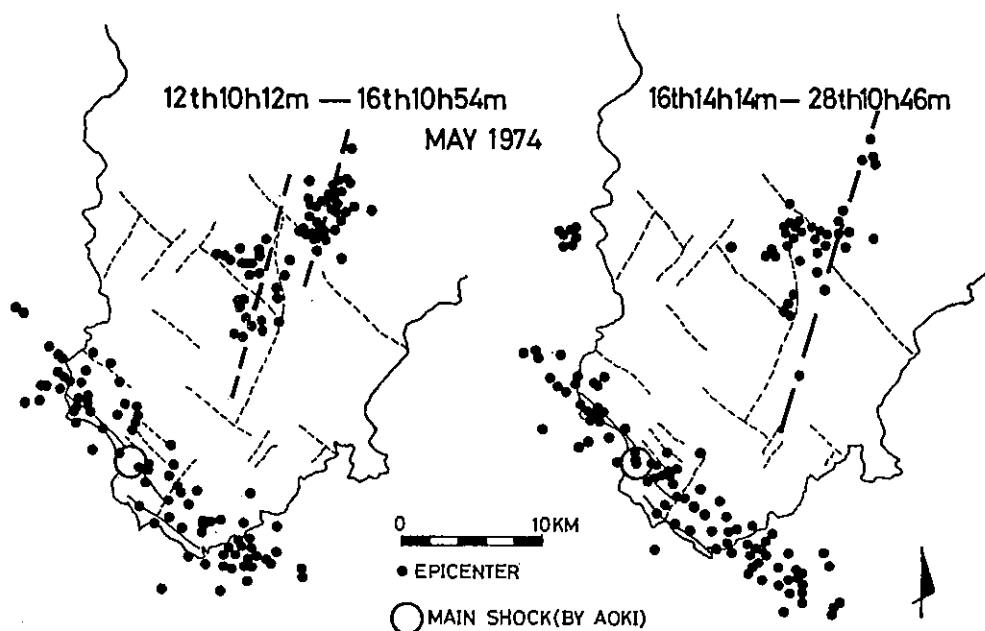 12th10h12m — 16th10h54m
16th14h14m — 28th10h46m
MAY 1974
0 10KM
EPICENTER
MAIN SHOCK(BY AOKI)